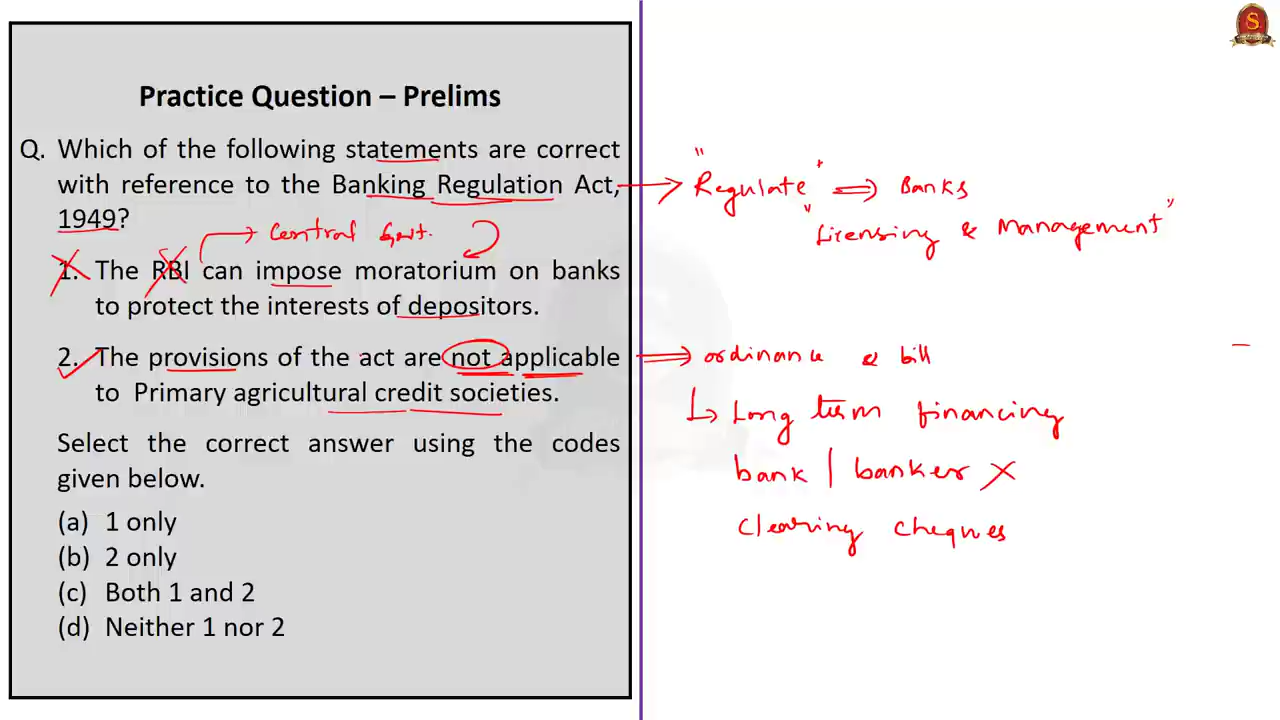 Practice Question – Prelims
Q. Which of the following statements are correct
with reference to the Banking Regulation Act,
1949?
Central Govt.
1. The RBI can impose moratorium on banks
to protect the interests of depositors.
2. The provisions of the act are not applicable
to Primary agricultural credit societies.
Select the correct answer using the codes
given below.
(a) 1 only
(b) 2 only
(c) Both 1 and 2
(d) Neither 1 nor 2
"Regulate" ⇒ Banks
"Licensing & Management"
ordinance & bill
Long term financing
bank | banker X
clearing cheques
S